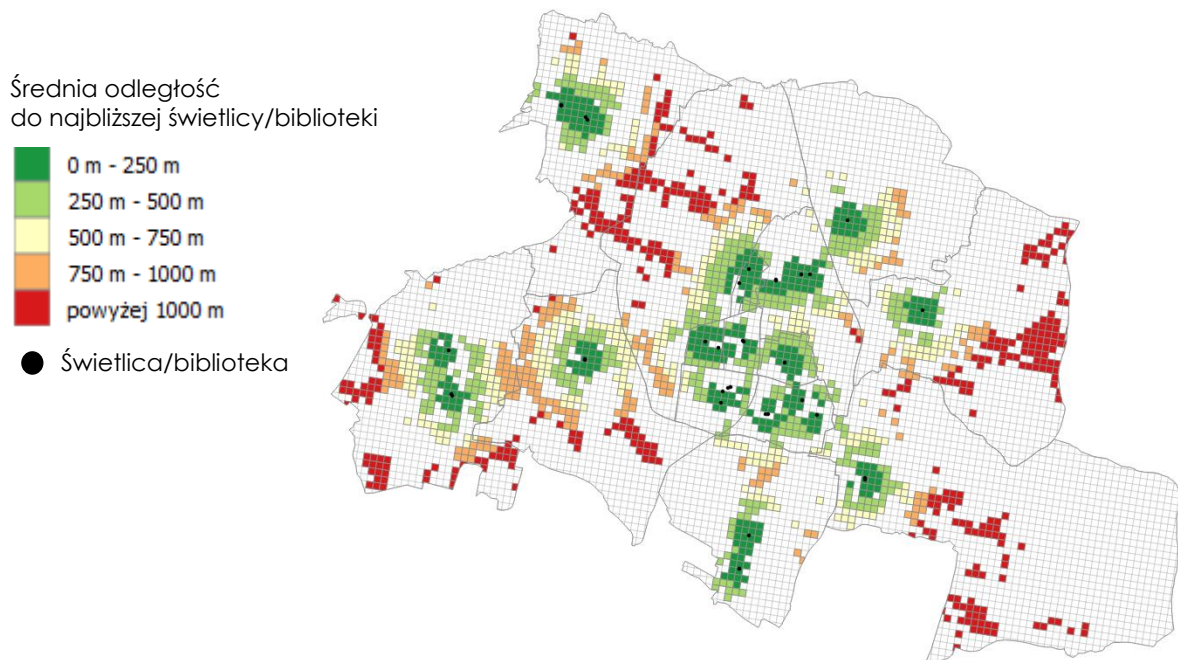 Średnia odległość
do najbliższej świetlicy/biblioteki
0 m - 250 m
250 m - 500 m
500 m - 750 m
750 m - 1000 m
powyżej 1000 m
Świetlica/biblioteka